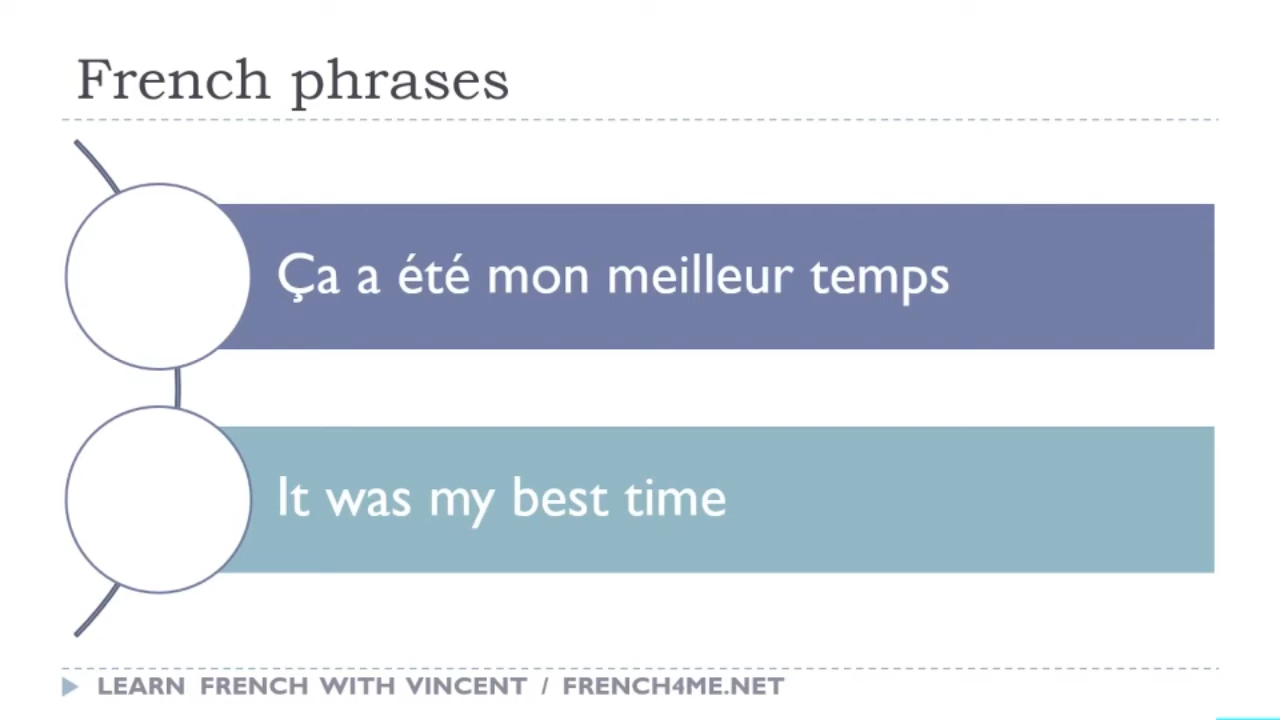 French phrases
Ça a été mon meilleur temps
It was my best time
LEARN FRENCH WITH VINCENT / FRENCH4ME.NET